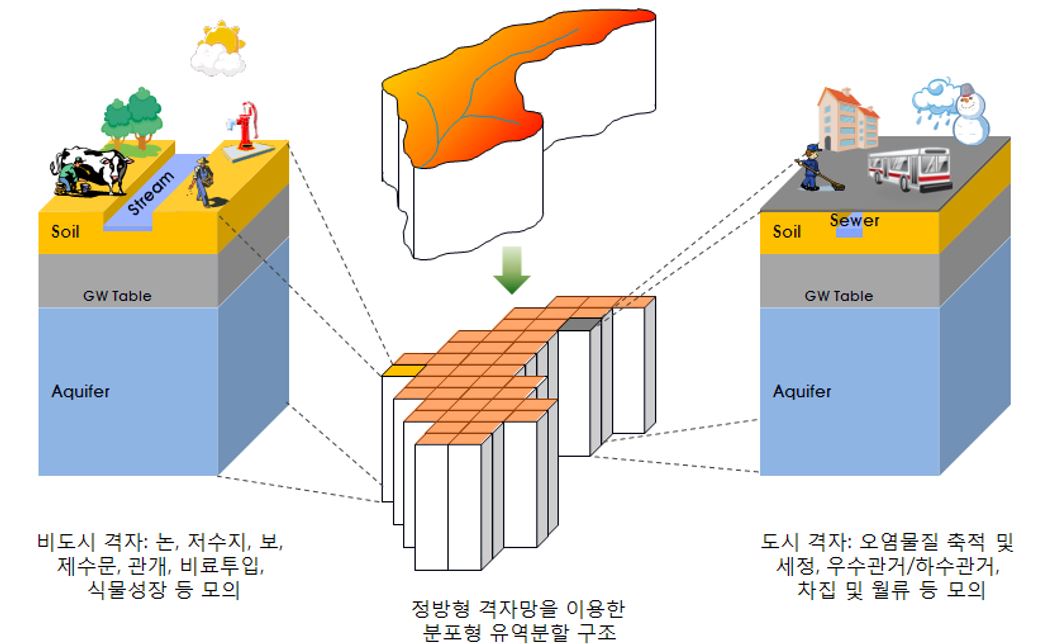 Stream
Soil
GW Table
Aquifer
비도시 격자: 논, 저수지, 보,
제수문, 관개, 비료투입,
식물성장 등 모의
정방형 격자망을 이용한
분포형 유역분할 구조
Sewer
Soil
GW Table
Aquifer
도시 격자: 오염물질 축적 및
세정, 우수관거/하수관거,
차집 및 월류 등 모의